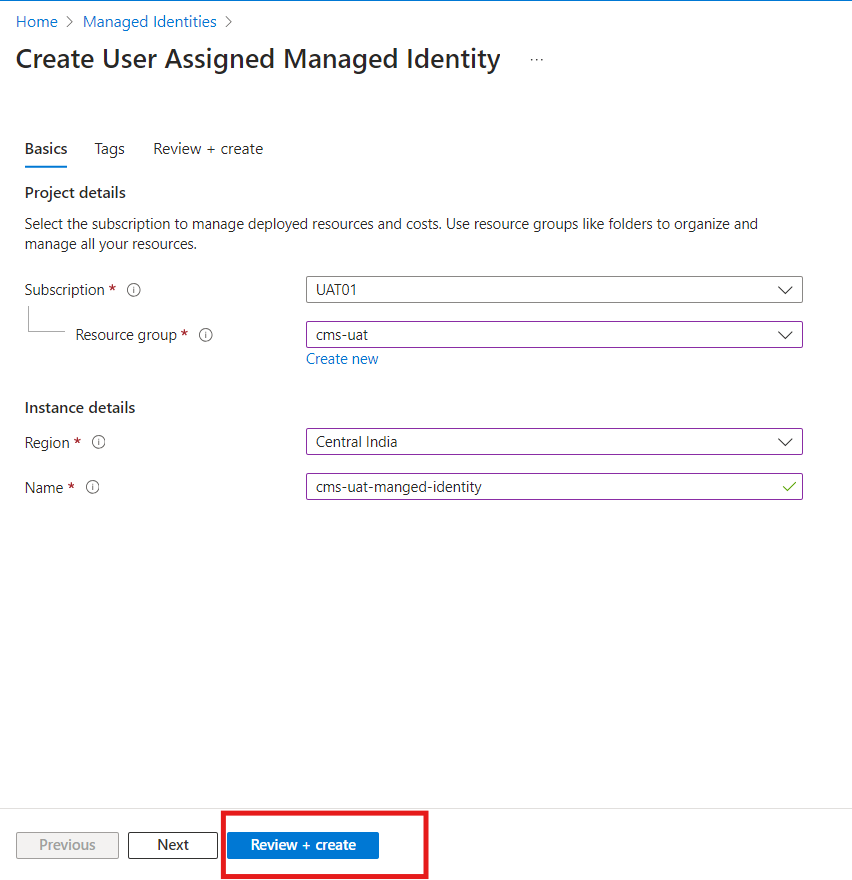 Home > Managed Identities >
Create User Assigned Managed Identity ...
Basics Tags Review + create
Project details
Select the subscription to manage deployed resources and costs. Use resource groups like folders to organize and
manage all your resources.
Subscription * UAT01
Resource group * cms-uat
Create new
Instance details
Region * Central India
Name * cms-uat-manged-identity
Previous Next Review + create